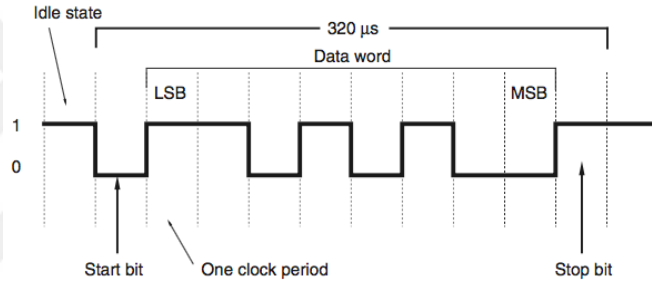 Idle state
320 µs
Data word
LSB
MSB
1
0
Start bit
One clock period
Stop bit